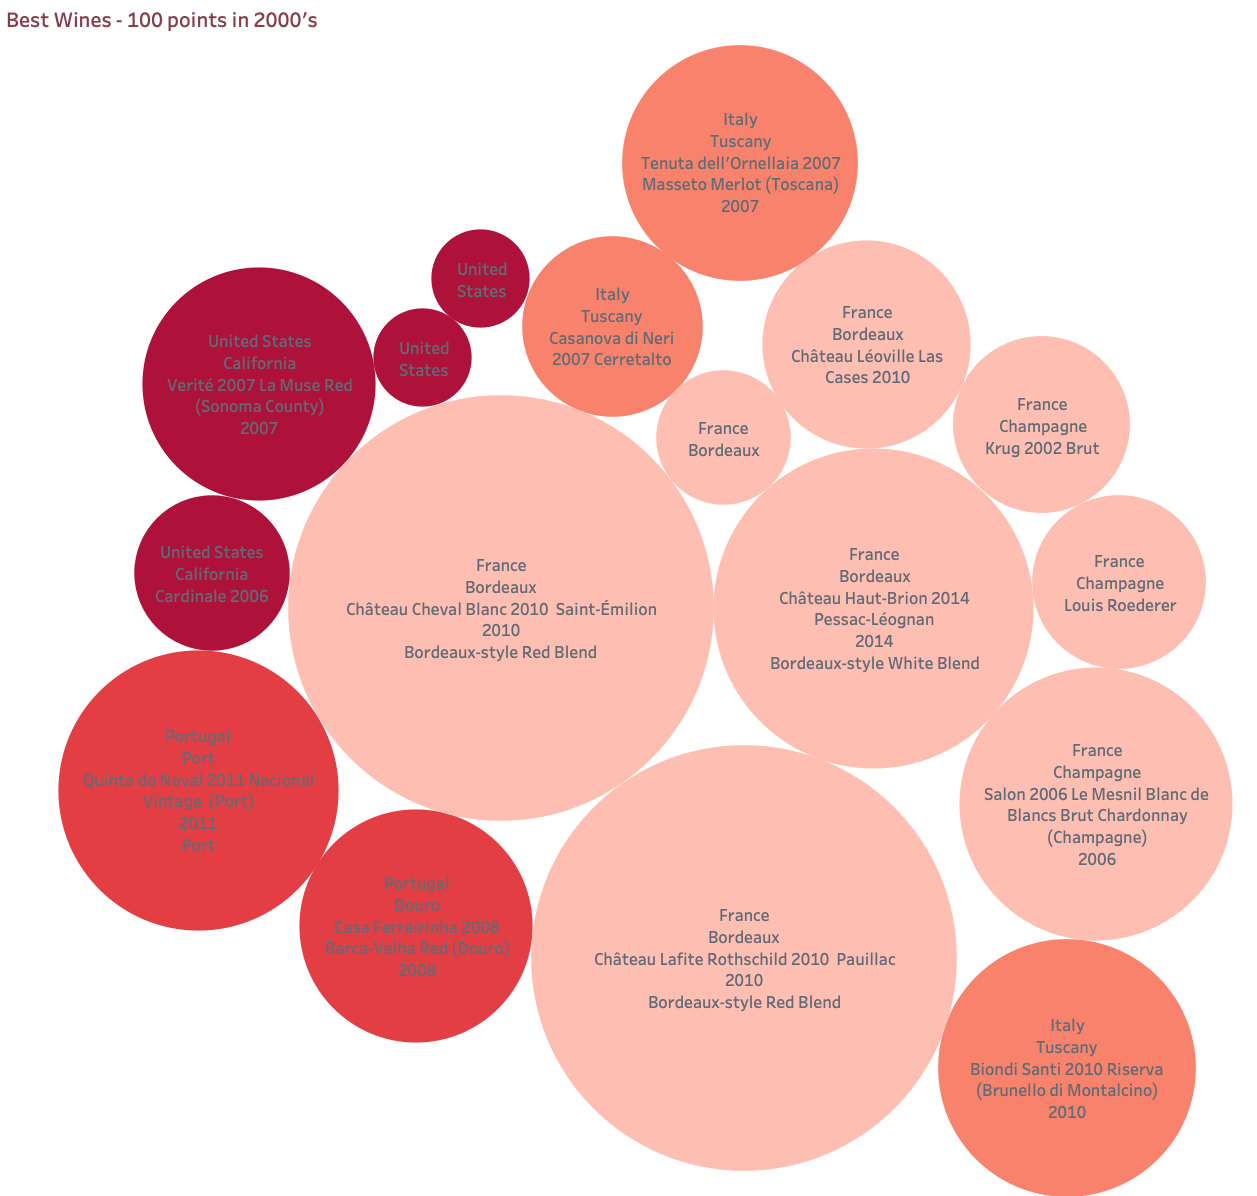 Best Wines - 100 points in 2000's
Italy
Tuscany
Tenuta dell'Ornellaia 2007
Masseto Merlot (Toscana)
2007
United
States
United
States
Italy
Tuscany
Casanova di Neri
2007 Cerretalto
France
Bordeaux
Château Léoville Las
Cases 2010
United States
California
Verité 2007 La Muse Red
(Sonoma County)
2007
France
Bordeaux
France
Champagne
Krug 2002 Brut
United States
California
Cardinale 2006
France
Bordeaux
Château Cheval Blanc 2010  Saint-Émilion
2010
Bordeaux-style Red Blend
France
Bordeaux
Château Haut-Brion 2014
Pessac-Léognan
2014
Bordeaux-style White Blend
France
Champagne
Louis Roederer
Portugal
Port
Quinta do Noval 2011 Nacional
Vintage  (Port)
2011
Port
France
Champagne
Salon 2006 Le Mesnil Blanc de
Blancs Brut Chardonnay
(Champagne)
2006
Portugal
Douro
Casa Ferreirinha 2008
Barca-Velha Red (Douro)
2008
France
Bordeaux
Château Lafite Rothschild 2010  Pauillac
2010
Bordeaux-style Red Blend
Italy
Tuscany
Biondi Santi 2010 Riserva
(Brunello di Montalcino)
2010